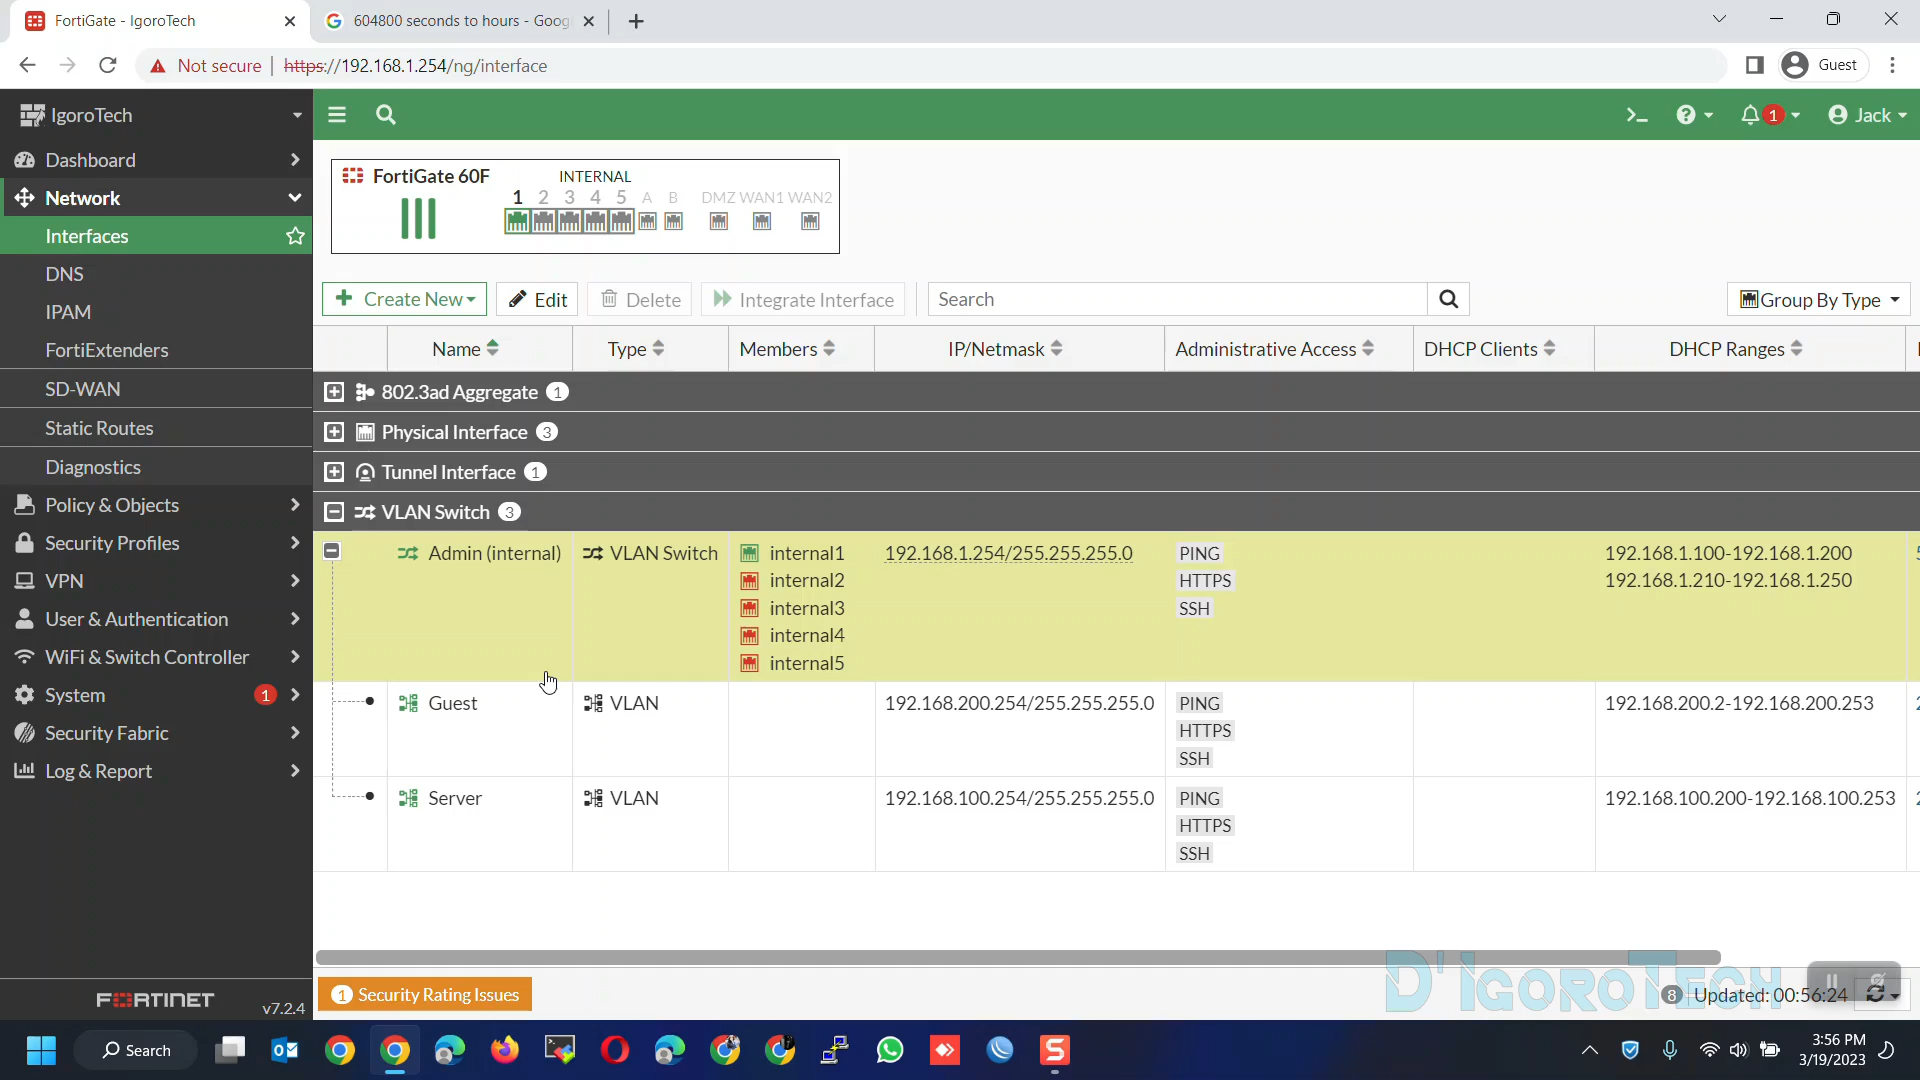 FortiGate - IgoroTech
604800 seconds to hours - Goog
Not secure
https://192.168.1.254/ng/interface
Guest
IgoroTech
Jack
1
Dashboard
Network
Interfaces
DNS
IPAM
FortiExtenders
SD-WAN
Static Routes
Diagnostics
Policy & Objects
Security Profiles
VPN
User & Authentication
WiFi & Switch Controller
System 1
Security Fabric
Log & Report
FORTINET v7.2.4
FortiGate 60F
INTERNAL
1 2 3 4 5 A B DMZ WAN1 WAN2
Create New Edit Delete Integrate Interface Search Group By Type
Name Type Members IP/Netmask Administrative Access DHCP Clients DHCP Ranges
802.3ad Aggregate 1
Physical Interface 3
Tunnel Interface 1
VLAN Switch 3
Admin (internal) VLAN Switch internal1 192.168.1.254/255.255.255.0 PING 192.168.1.100-192.168.1.200
internal2 HTTPS 192.168.1.210-192.168.1.250
internal3 SSH
internal4
internal5
Guest VLAN 192.168.200.254/255.255.255.0 PING 192.168.200.2-192.168.200.253
HTTPS
SSH
Server VLAN 192.168.100.254/255.255.255.0 PING 192.168.100.200-192.168.100.253
HTTPS
SSH
1 Security Rating Issues
D'IGOROTECH
8 Updated: 00:56:24
Search
3:56 PM
3/19/2023